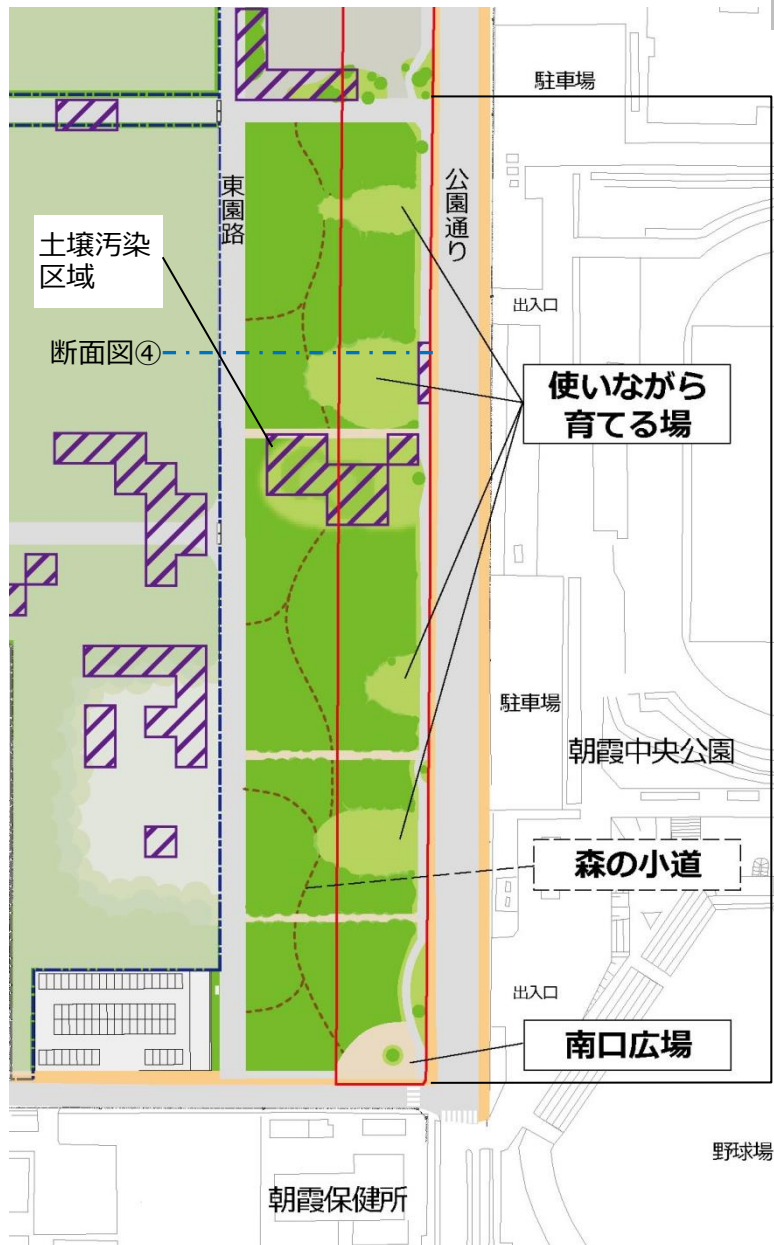 駐車場
東園路
公園通り
土壌汚染
区域
出入口
断面図④
使いながら
育てる場
駐車場
朝霞中央公園
森の小道
出入口
南口広場
野球場
朝霞保健所